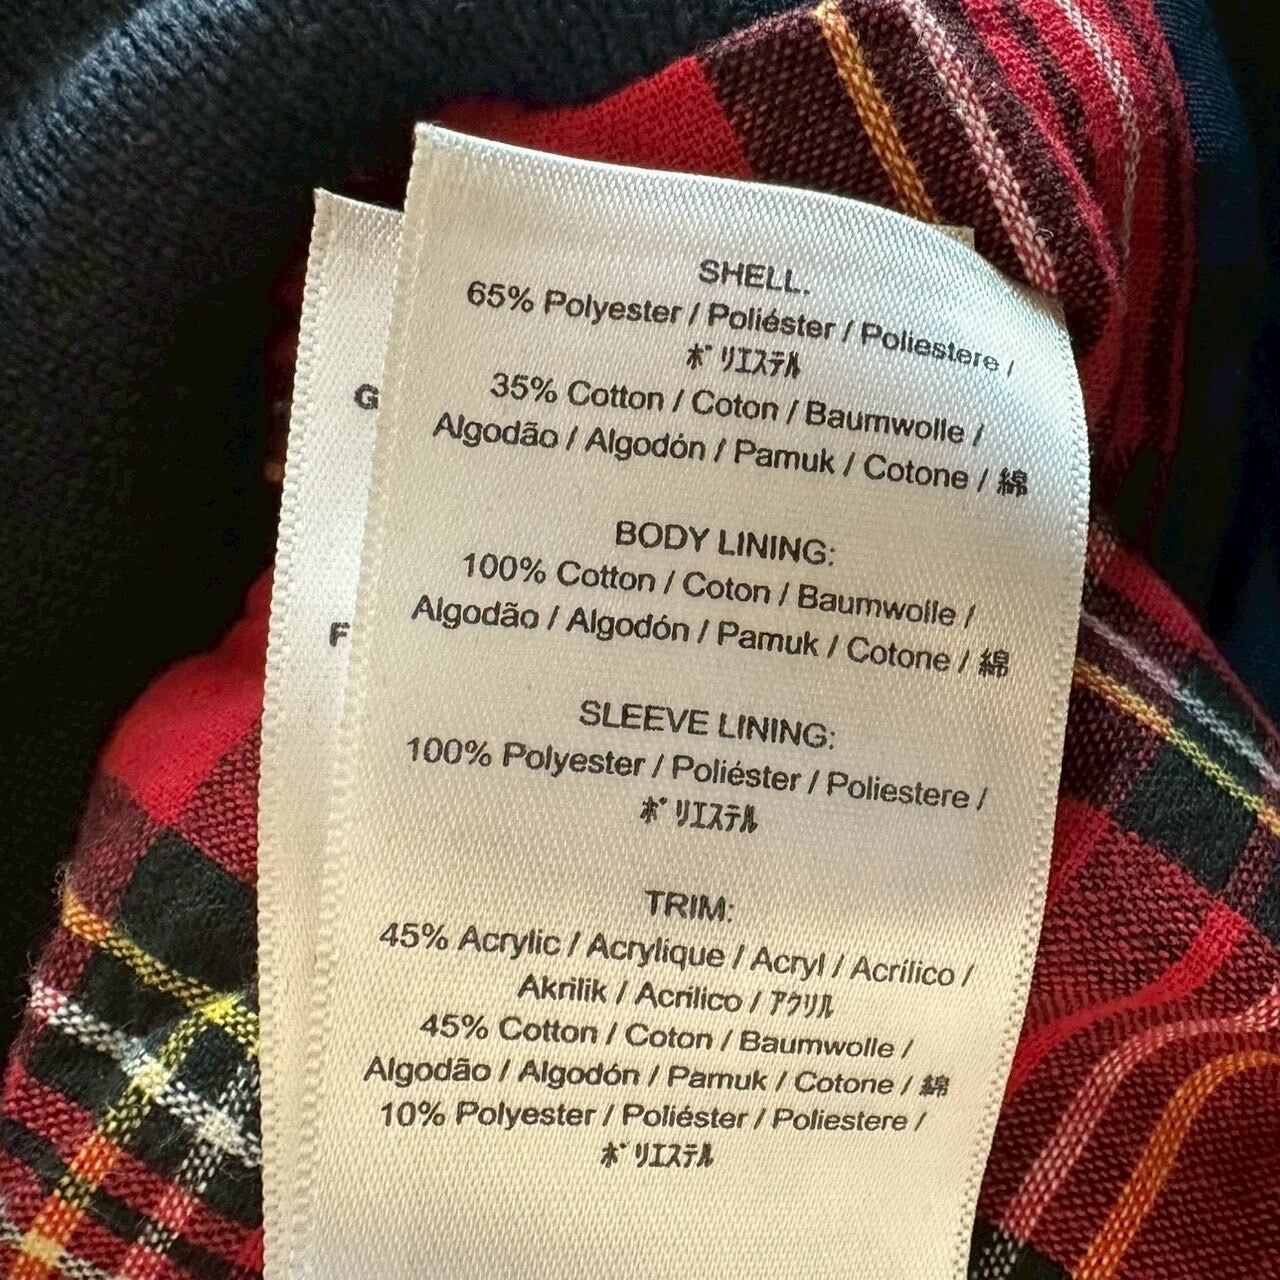 SHELL.
65% Polyester / Poliéster / Poliestere /
ポリエステル
35% Cotton / Coton / Baumwolle /
Algodão / Algodón / Pamuk / Cotone / 綿
BODY LINING:
100% Cotton / Coton / Baumwolle /
Algodão / Algodón / Pamuk / Cotone / 綿
SLEEVE LINING:
100% Polyester / Poliéster / Poliestere /
ポリエステル
TRIM:
45% Acrylic / Acrylique / Acryl / Acrílico /
Akrilik / Acrilico / アクリル
45% Cotton / Coton / Baumwolle /
Algodão / Algodón / Pamuk / Cotone / 綿
10% Polyester / Poliéster / Poliestere /
ポリエステル
G
F